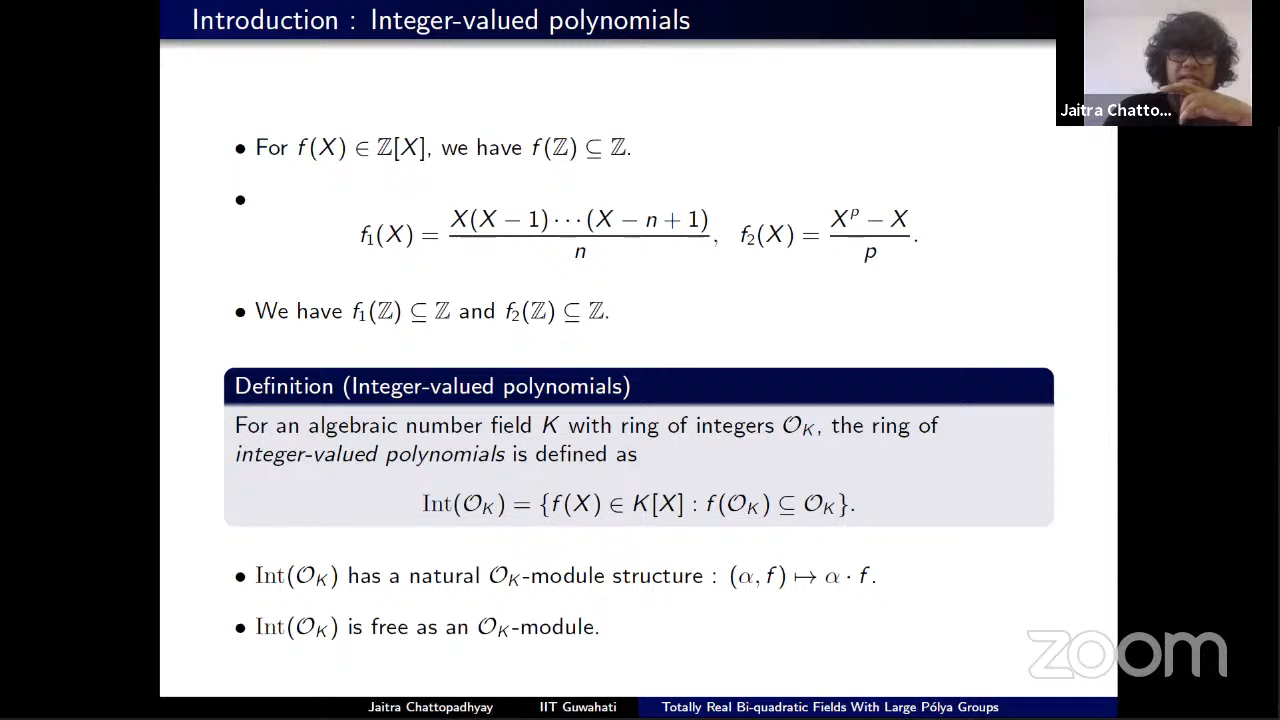 Introduction : Integer-valued polynomials
Jaitra Chatto...
• For f(X) ∈ ℤ[X], we have f(ℤ) ⊆ ℤ.
•
f₁(X) = X(X − 1)⋯(X − n + 1)/n, f₂(X) = (Xᵖ − X)/p.
• We have f₁(ℤ) ⊆ ℤ and f₂(ℤ) ⊆ ℤ.
Definition (Integer-valued polynomials)
For an algebraic number field K with ring of integers 𝒪_K, the ring of
integer-valued polynomials is defined as
Int(𝒪_K) = {f(X) ∈ K[X] : f(𝒪_K) ⊆ 𝒪_K}.
• Int(𝒪_K) has a natural 𝒪_K-module structure : (α, f) ↦ α · f.
• Int(𝒪_K) is free as an 𝒪_K-module.
zoom
Jaitra Chattopadhyay IIT Guwahati Totally Real Bi-quadratic Fields With Large Pólya Groups